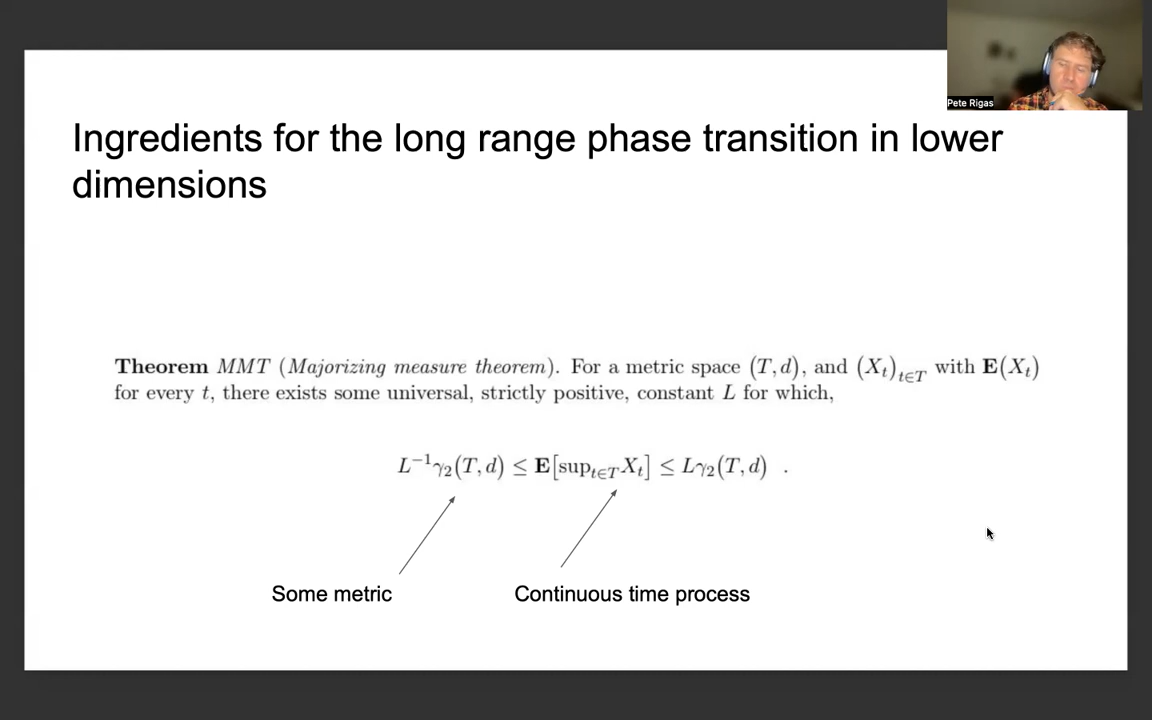 Pete Rigas
Ingredients for the long range phase transition in lower
dimensions
Theorem MMT (Majorizing measure theorem). For a metric space (T, d), and (X_t)_{t∈T} with E(X_t)
for every t, there exists some universal, strictly positive, constant L for which,
L^{-1}γ_2(T, d) ≤ E[sup_{t∈T} X_t] ≤ Lγ_2(T, d) .
Some metric
Continuous time process